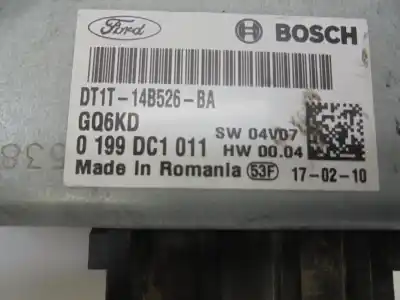 Ford BOSCH
DT1T-14B526-BA
GQ6KD SW 04V07
0 199 DC1 011 HW 00.04
Made in Romania 53F 17-02-10